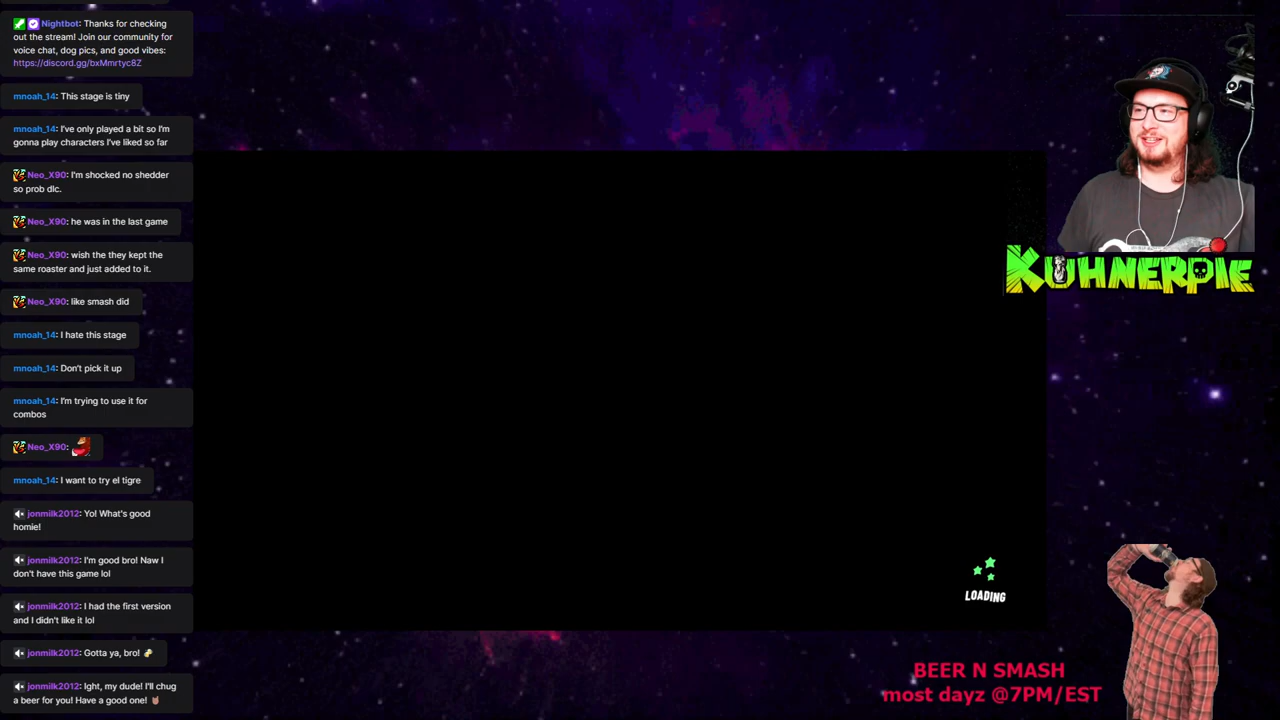 Nightbot: Thanks for checking
out the stream! Join our community for
voice chat, dog pics, and good vibes:
https://discord.gg/bxMmrtyc8Z
mnoah_14: This stage is tiny
mnoah_14: I've only played a bit so I'm
gonna play characters I've liked so far
Neo_X90: I'm shocked no shedder
so prob dlc.
Neo_X90: he was in the last game
Neo_X90: wish the they kept the
same roaster and just added to it.
Neo_X90: like smash did
mnoah_14: I hate this stage
mnoah_14: Don't pick it up
mnoah_14: I'm trying to use it for
combos
Neo_X90:
mnoah_14: I want to try el tigre
jonmilk2012: Yo! What's good
homie!
jonmilk2012: I'm good bro! Naw I
don't have this game lol
jonmilk2012: I had the first version
and I didn't like it lol
jonmilk2012: Gotta ya, bro!
jonmilk2012: Ight, my dude! I'll chug
a beer for you! Have a good one!
KUHNERPIE
LOADING
BEER N SMASH
most dayz @7PM/EST